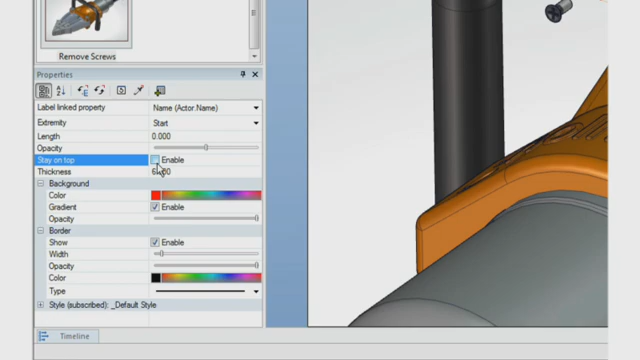 Remove Screws
Properties
Label linked property Name (Actor.Name)
Extremity Start
Length 0.000
Opacity
Stay on top Enable
Thickness
Background
Color
Gradient Enable
Opacity
Border
Show Enable
Width
Opacity
Color
Type
Style (subscribed): _Default Style
Timeline